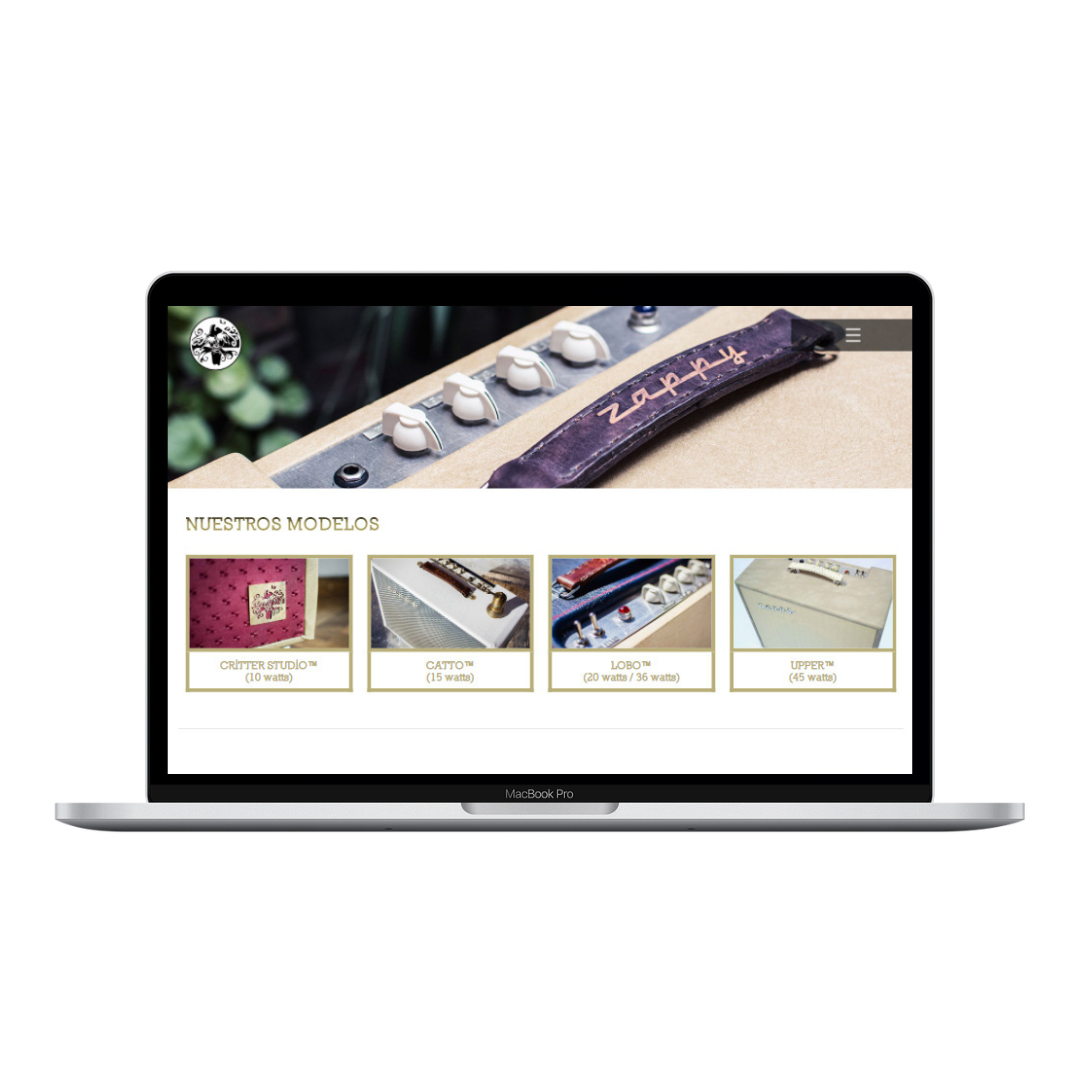 zappy
NUESTROS MODELOS
CRÍTTER STUDÍO™
(10 watts)
GATTO™
(15 watts)
LOBO™
(20 watts / 36 watts)
UPPER™
(45 watts)
MacBook Pro